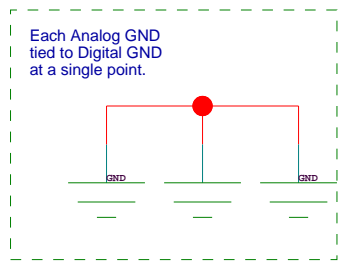 Each Analog GND
tied to Digital GND
at a single point.
GND GND